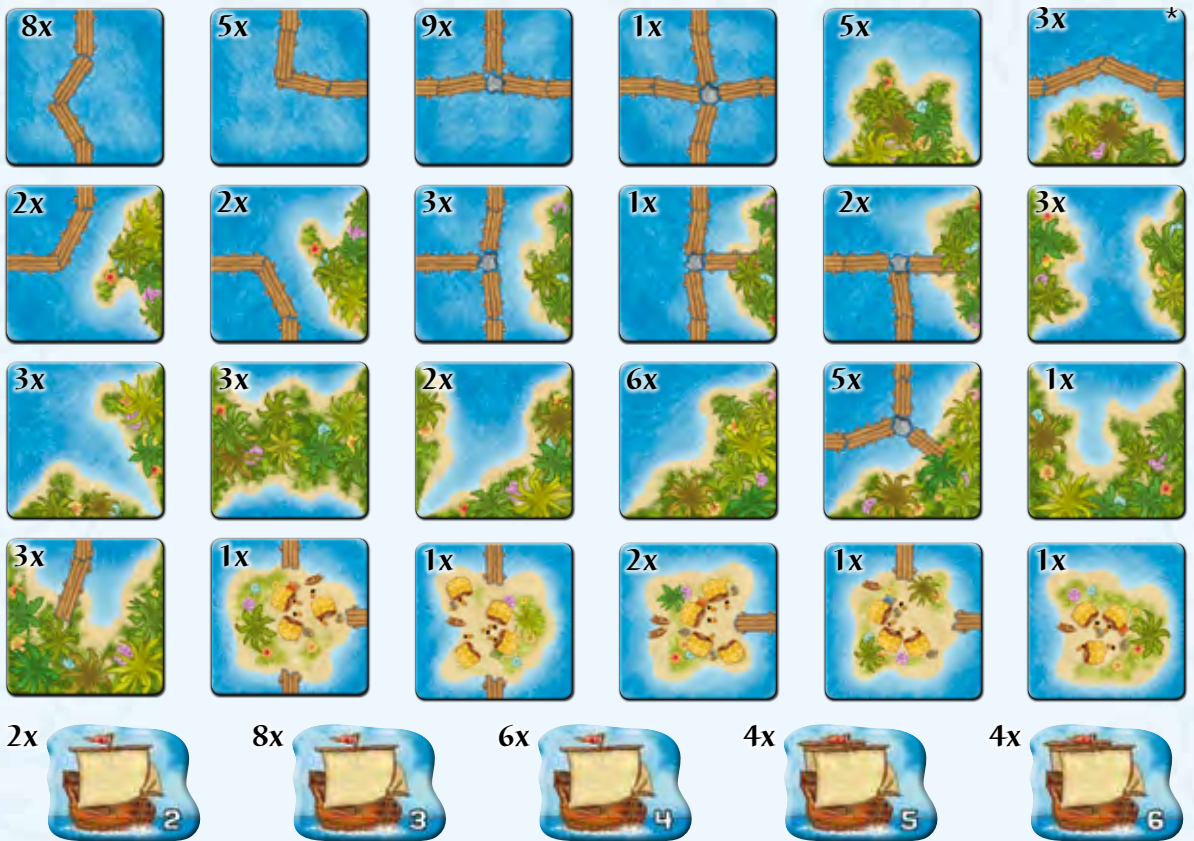 8x 5x 9x 1x 5x 3x *
2x 2x 3x 1x 2x 3x
3x 3x 2x 6x 5x 1x
3x 1x 1x 2x 1x 1x
2x 8x 6x 4x 4x
2 3 4 5 6